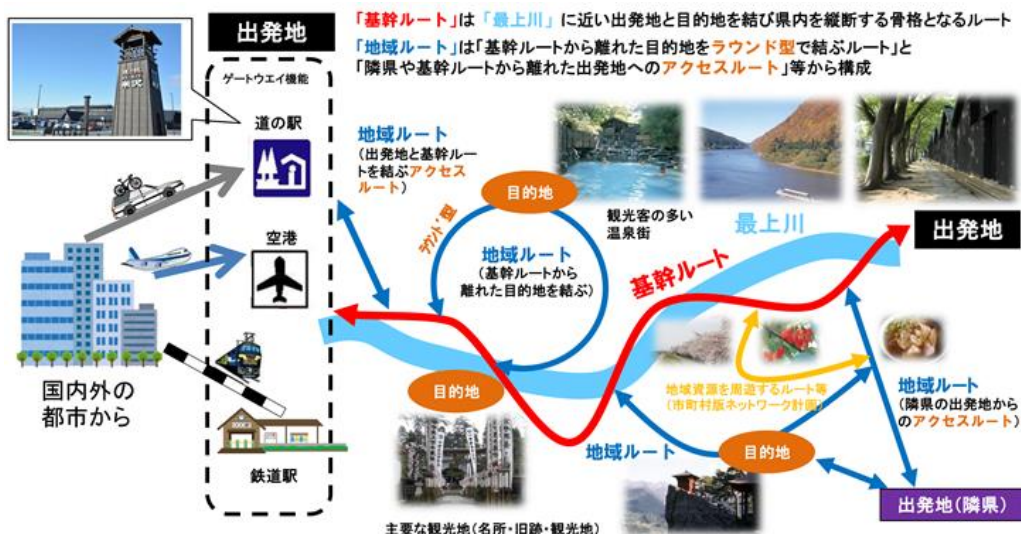 出発地
「基幹ルート」は「最上川」に近い出発地と目的地を結び県内を縦断する骨格となるルート
「地域ルート」は「基幹ルートから離れた目的地をラウンド型で結ぶルート」と
「隣県や基幹ルートから離れた出発地へのアクセスルート」等から構成
ゲートウエイ機能
道の駅
空港
鉄道駅
国内外の
都市から
地域ルート
(出発地と基幹ルー
トを結ぶアクセス
ルート)
目的地
ラウンド型
地域ルート
(基幹ルートから
離れた目的地を結ぶ)
観光客の多い
温泉街
最上川
基幹ルート
出発地
目的地
主要な観光地(名所・旧跡・観光地)
地域資源を周遊するルート等
(市町村版ネットワーク計画)
地域ルート
目的地
地域ルート
(隣県の出発地から
のアクセスルート)
出発地(隣県)